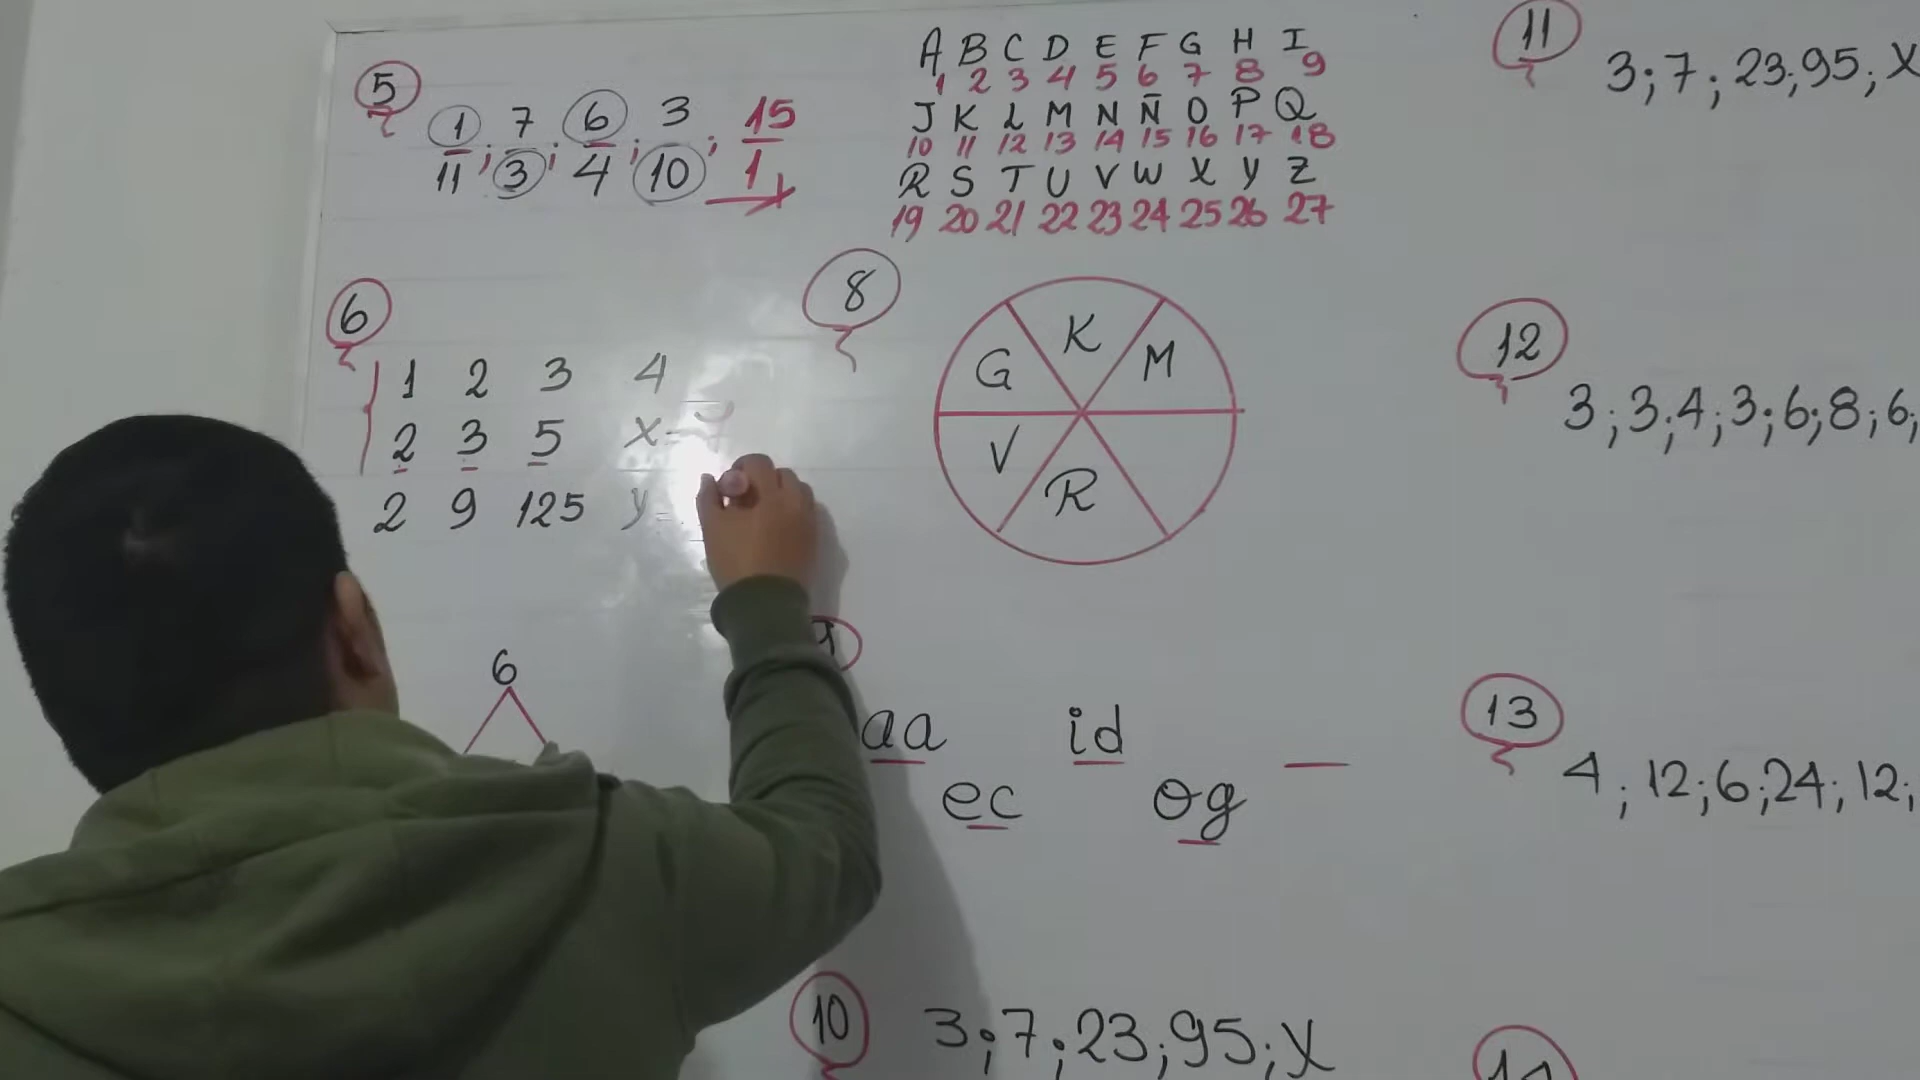 5
1 7 6 3 15
11 ; 3 ; 4 ; 10 ; 1
A B C D E F G H I
1 2 3 4 5 6 7 8 9
J K L M N Ñ O P Q
10 11 12 13 14 15 16 17 18
R S T U V W X Y Z
19 20 21 22 23 24 25 26 27
6
1 2 3 4
2 3 5 x=7
2 9 125 y=
6
8
G K M
V R
aa id
ec og
10 3;7;23;95;X
11
3;7;23;95;X
12
3;3;4;3;6;8;6;
13
4;12;6;24;12;